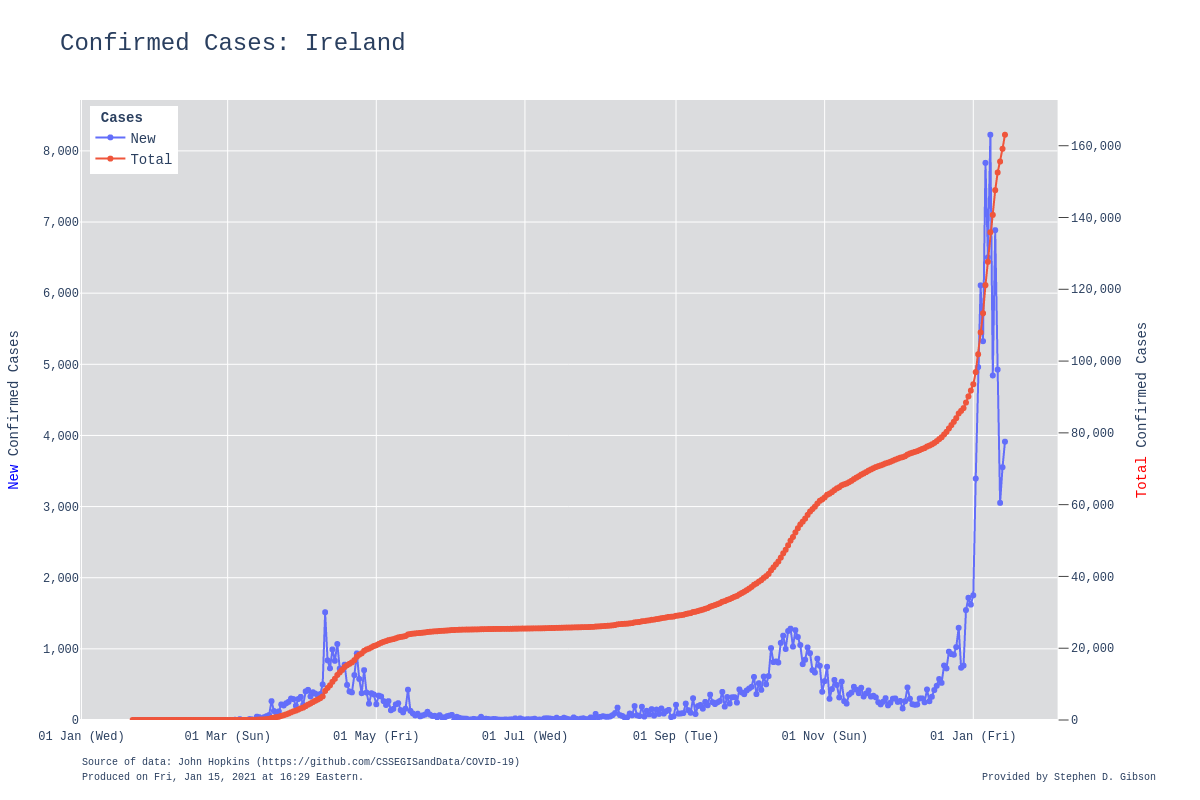 Confirmed Cases: Ireland
Cases
New
Total
8,000
7,000
6,000
5,000
4,000
3,000
2,000
1,000
0
160,000
140,000
120,000
100,000
80,000
60,000
40,000
20,000
0
New Confirmed Cases
Total Confirmed Cases
01 Jan (Wed)
01 Mar (Sun)
01 May (Fri)
01 Jul (Wed)
01 Sep (Tue)
01 Nov (Sun)
01 Jan (Fri)
Source of data: John Hopkins (https://github.com/CSSEGISandData/COVID-19)
Produced on Fri, Jan 15, 2021 at 16:29 Eastern.
Provided by Stephen D. Gibson